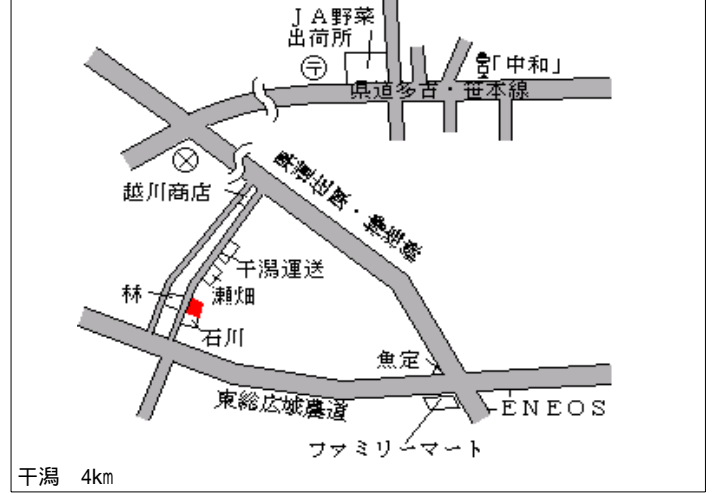 ＪＡ野菜
出荷所
〒
「中和」
県道多古・笹本線
越川商店
干潟運送
瀬畑
林
石川
魚定
東総広域農道
ＥＮＥＯＳ
ファミリーマート
干潟　4km